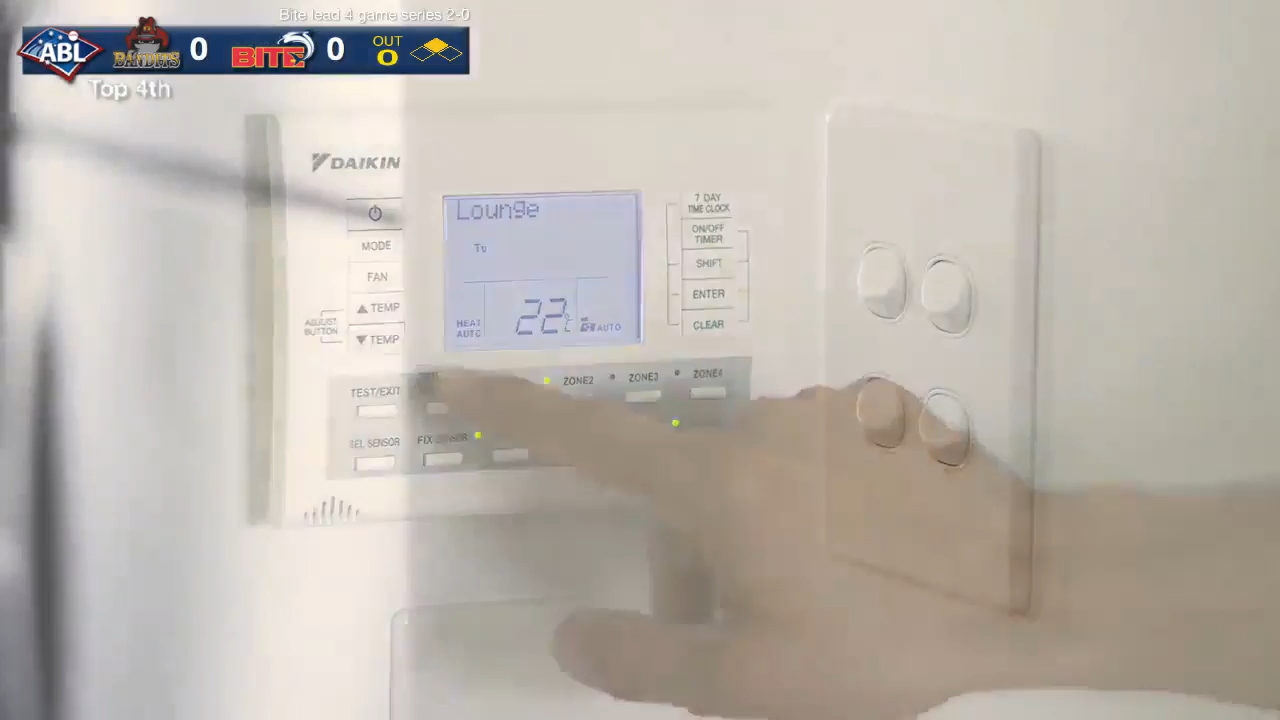 Bite lead 4 game series 2-0
ABL BANDITS 0 BITE 0 OUT 0
Top 4th
DAIKIN
MODE
FAN
TEMP
TEMP
ADJUST
BUTTON
Lounge
Tu
HEAT
AUTO
22°C
AUTO
7 DAY
TIME CLOCK
ON/OFF
TIMER
SHIFT
ENTER
CLEAR
TEST/EXIT
ZONE2
ZONE3
ZONE4
SEL SENSOR
FIX SENSOR